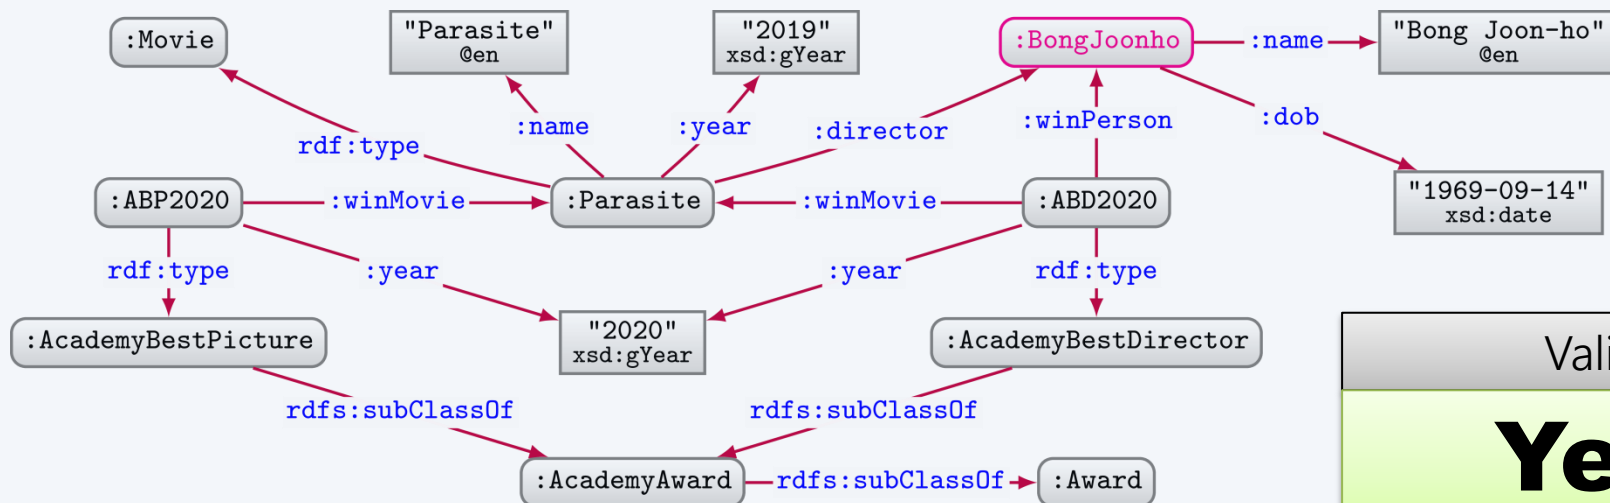 :Movie
"Parasite"
@en
"2019"
xsd:gYear
:BongJoonho
:name
"Bong Joon-ho"
@en
:name
:year
:director
:winPerson
:dob
rdf:type
:ABP2020
:winMovie
:Parasite
:winMovie
:ABD2020
"1969-09-14"
xsd:date
rdf:type
:year
:year
rdf:type
:AcademyBestPicture
"2020"
xsd:gYear
:AcademyBestDirector
rdfs:subClassOf
rdfs:subClassOf
:AcademyAward
rdfs:subClassOf
:Award
Vali
Ye